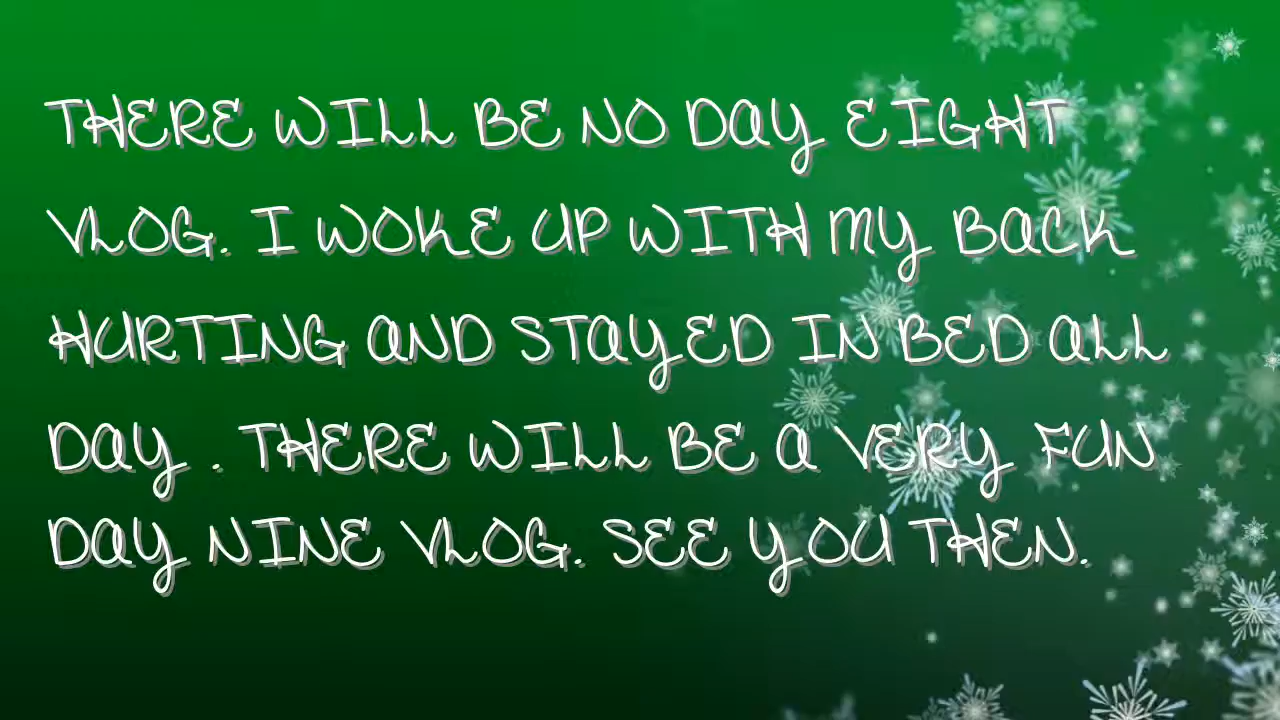 THERE WILL BE NO DAY EIGHT
VLOG. I WOKE UP WITH MY BACK
HURTING AND STAYED IN BED ALL
DAY . THERE WILL BE A VERY FUN
DAY NINE VLOG. SEE YOU THEN.